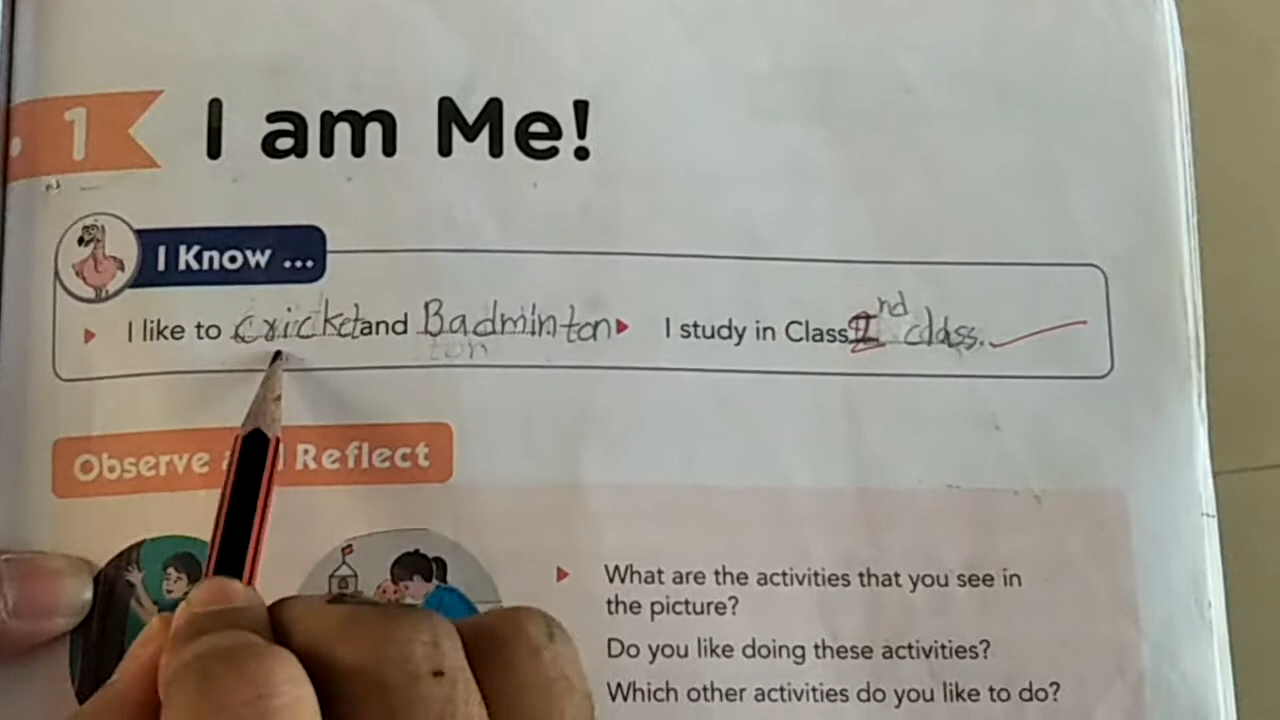 1 I am Me!
I Know ...
I like to Cricket and Badminton I study in Class II nd class.
ton
Observe Reflect
What are the activities that you see in
the picture?
Do you like doing these activities?
Which other activities do you like to do?